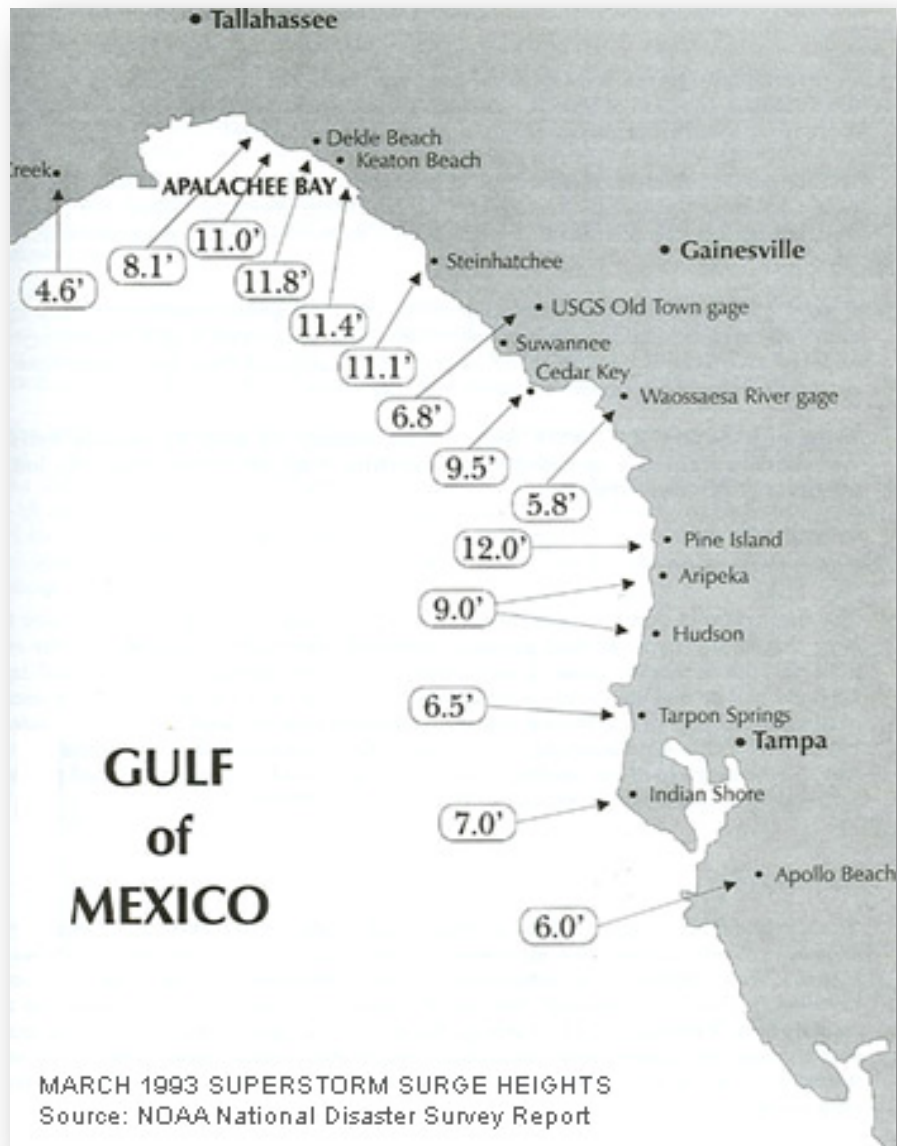 Tallahassee
Dekle Beach
Keaton Beach
Creek
APALACHEE BAY
11.0’
8.1’
4.6’
11.8’
11.4’
11.1’
Steinhatchee
Gainesville
USGS Old Town gage
Suwannee
Cedar Key
6.8’
Waossaesa River gage
9.5’
5.8’
12.0’
Pine Island
Aripeka
9.0’
Hudson
6.5’
Tarpon Springs
Tampa
GULF
of
MEXICO
Indian Shore
7.0’
Apollo Beach
6.0’
MARCH 1993 SUPERSTORM SURGE HEIGHTS
Source: NOAA National Disaster Survey Report